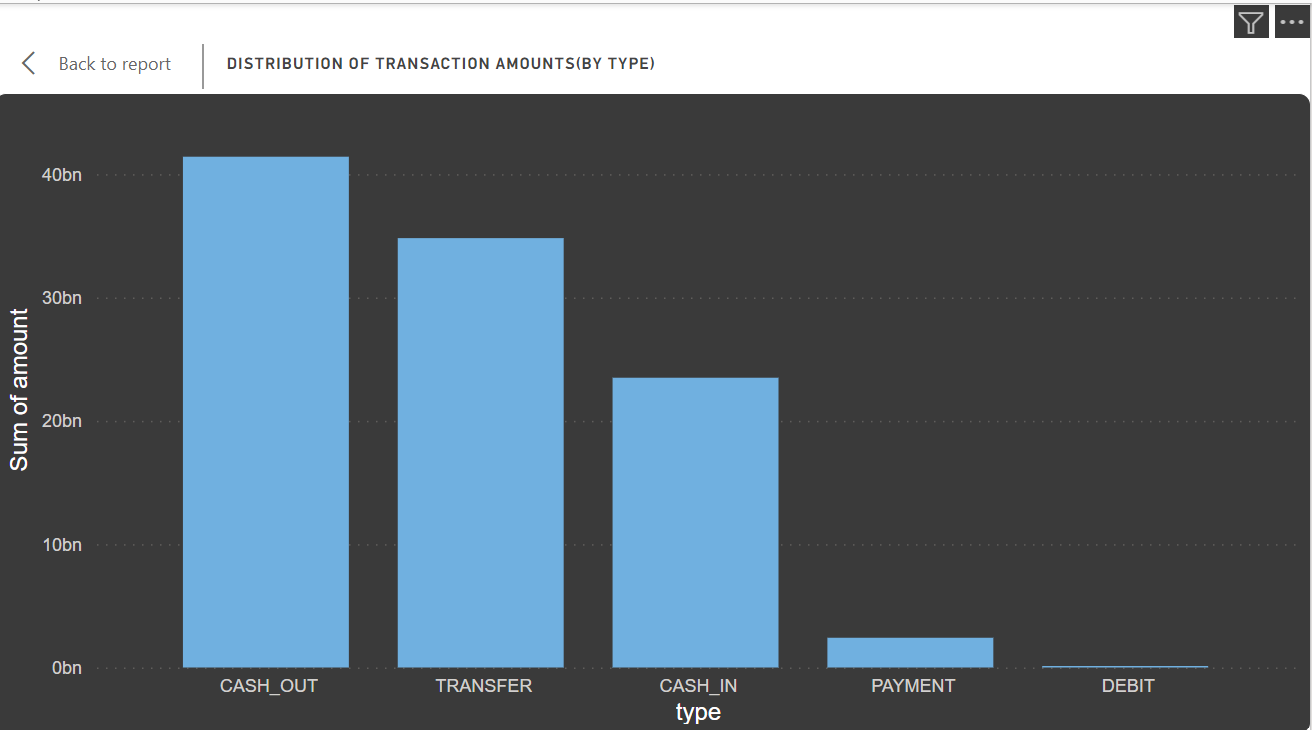 Back to report
DISTRIBUTION OF TRANSACTION AMOUNTS(BY TYPE)
Sum of amount
40bn
30bn
20bn
10bn
0bn
CASH_OUT TRANSFER CASH_IN PAYMENT DEBIT
type